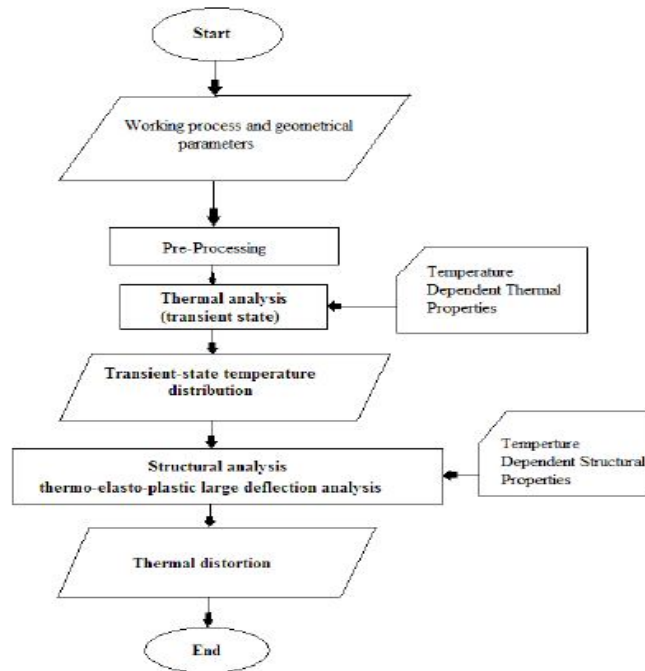 Start
Working process and geometrical
parameters
Pre-Processing
Thermal analysis
(transient state)
Temperature
Dependent Thermal
Properties
Transient-state temperature
distribution
Structural analysis
thermo-elasto-plastic large deflection analysis
Temperture
Dependent Structural
Properties
Thermal distortion
End